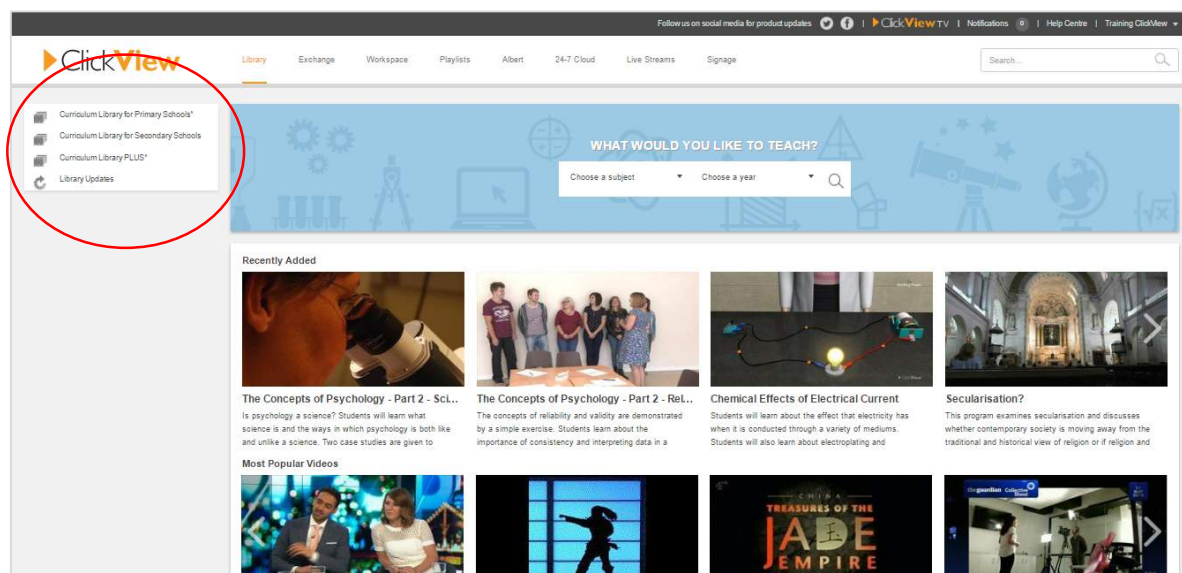 Follow us on social media for product updates | ClickView TV | Notifications 0 | Help Centre | Training ClickView
ClickView
Library Exchange Workspace Playlists Albert 24-7 Cloud Live Streams Signage Search...
Curriculum Library for Primary Schools*
Curriculum Library for Secondary Schools
Curriculum Library PLUS*
Library Updates
WHAT WOULD YOU LIKE TO TEACH?
Choose a subject Choose a year
√x
Recently Added
The Concepts of Psychology - Part 2 - Sci... The Concepts of Psychology - Part 2 - Rel... Chemical Effects of Electrical Current Secularisation?
Is psychology a science? Students will learn what
science is and the ways in which psychology is both like
and unlike a science. Two case studies are given to
The concepts of reliability and validity are demonstrated
by a simple exercise. Students learn about the
importance of consistency and interpreting data in a
Students will learn about the effect that electricity has
when it is conducted through a variety of mediums.
Students will also learn about electroplating and
This program examines secularisation and discusses
whether contemporary society is moving away from the
traditional and historical view of religion or if religion and
Most Popular Videos
CHINA
TREASURES OF THE
JADE
EMPIRE
theguardian